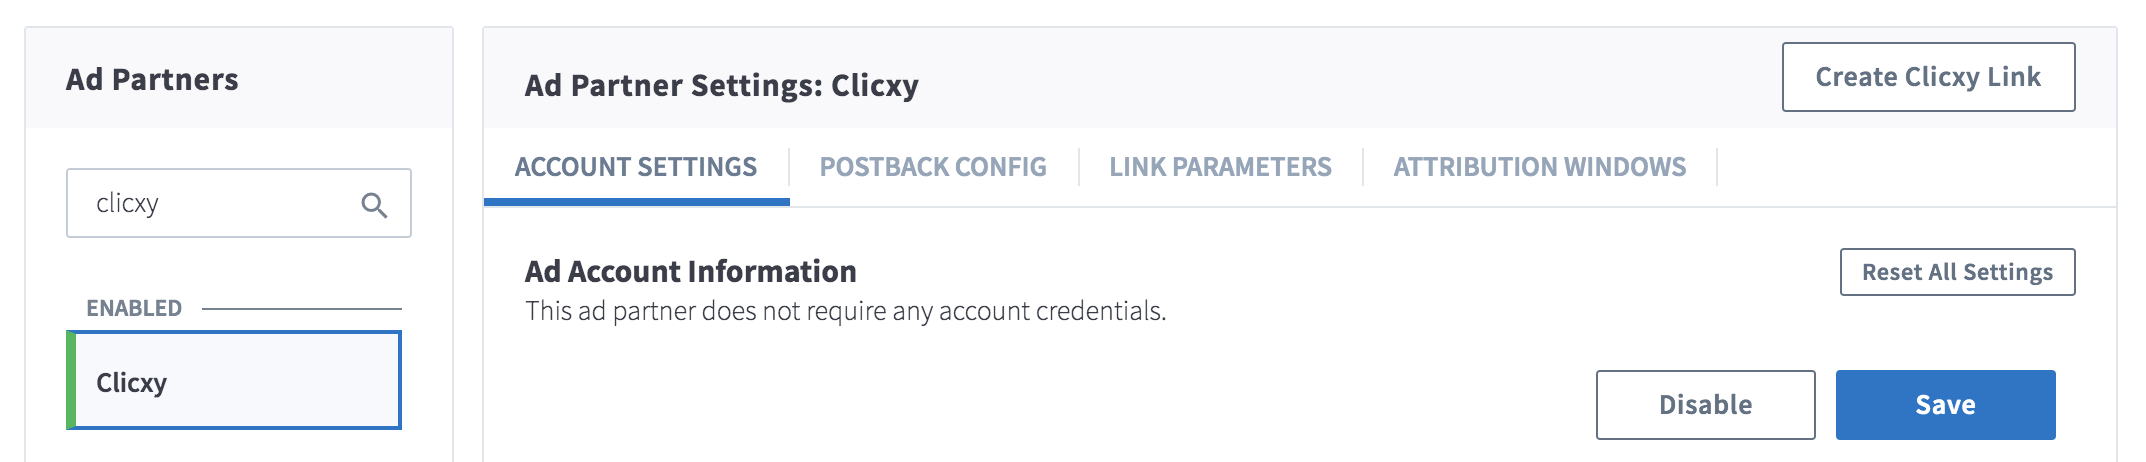 Ad Partners
clicxy
ENABLED
Clicxy
Ad Partner Settings: Clicxy
Create Clicxy Link
ACCOUNT SETTINGS
POSTBACK CONFIG
LINK PARAMETERS
ATTRIBUTION WINDOWS
Ad Account Information
Reset All Settings
This ad partner does not require any account credentials.
Disable
Save